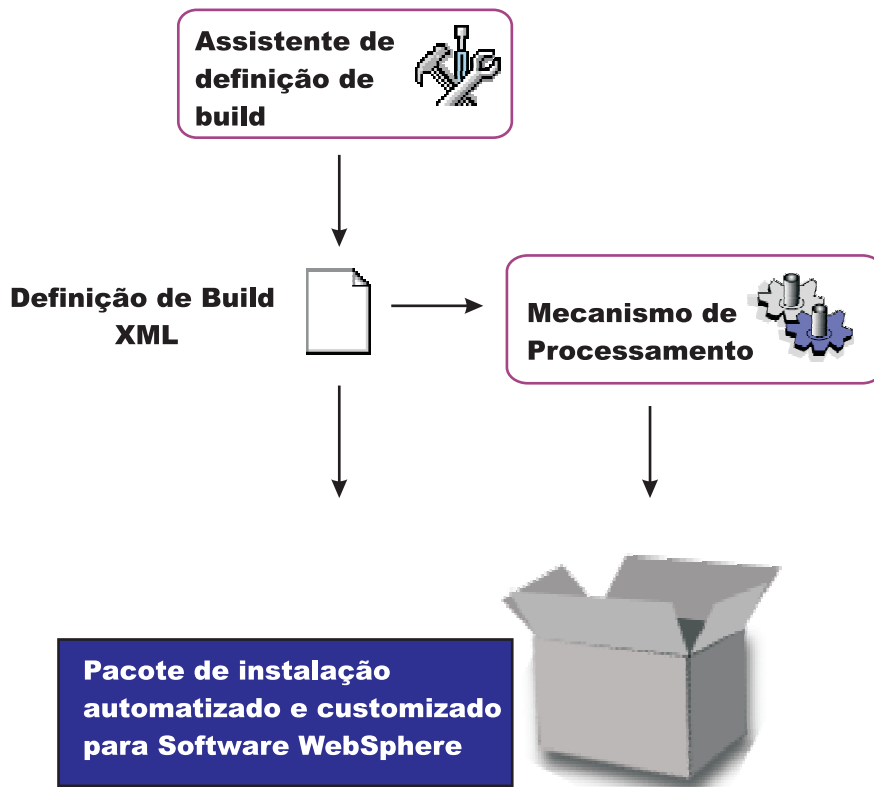 Assistente de
definição de
build
Definição de Build
XML
Mecanismo de
Processamento
Pacote de instalação
automatizado e customizado
para Software WebSphere